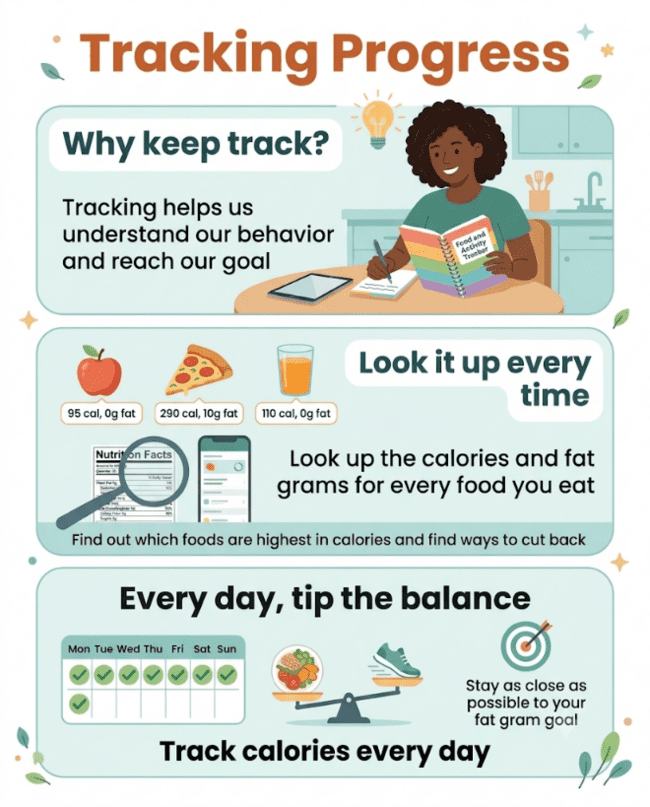 Tracking Progress
Why keep track?
Tracking helps us
understand our behavior
and reach our goal
Food and
Activity
Look it up every
time
95 cal, 0g fat
290 cal, 10g fat
110 cal, 0g fat
Nutrition Facts
Look up the calories and fat
grams for every food you eat
Find out which foods are highest in calories and find ways to cut back
Every day, tip the balance
Mon Tue Wed Thu Fri Sat Sun
Stay as close as
possible to your
fat gram goal
Track calories every day